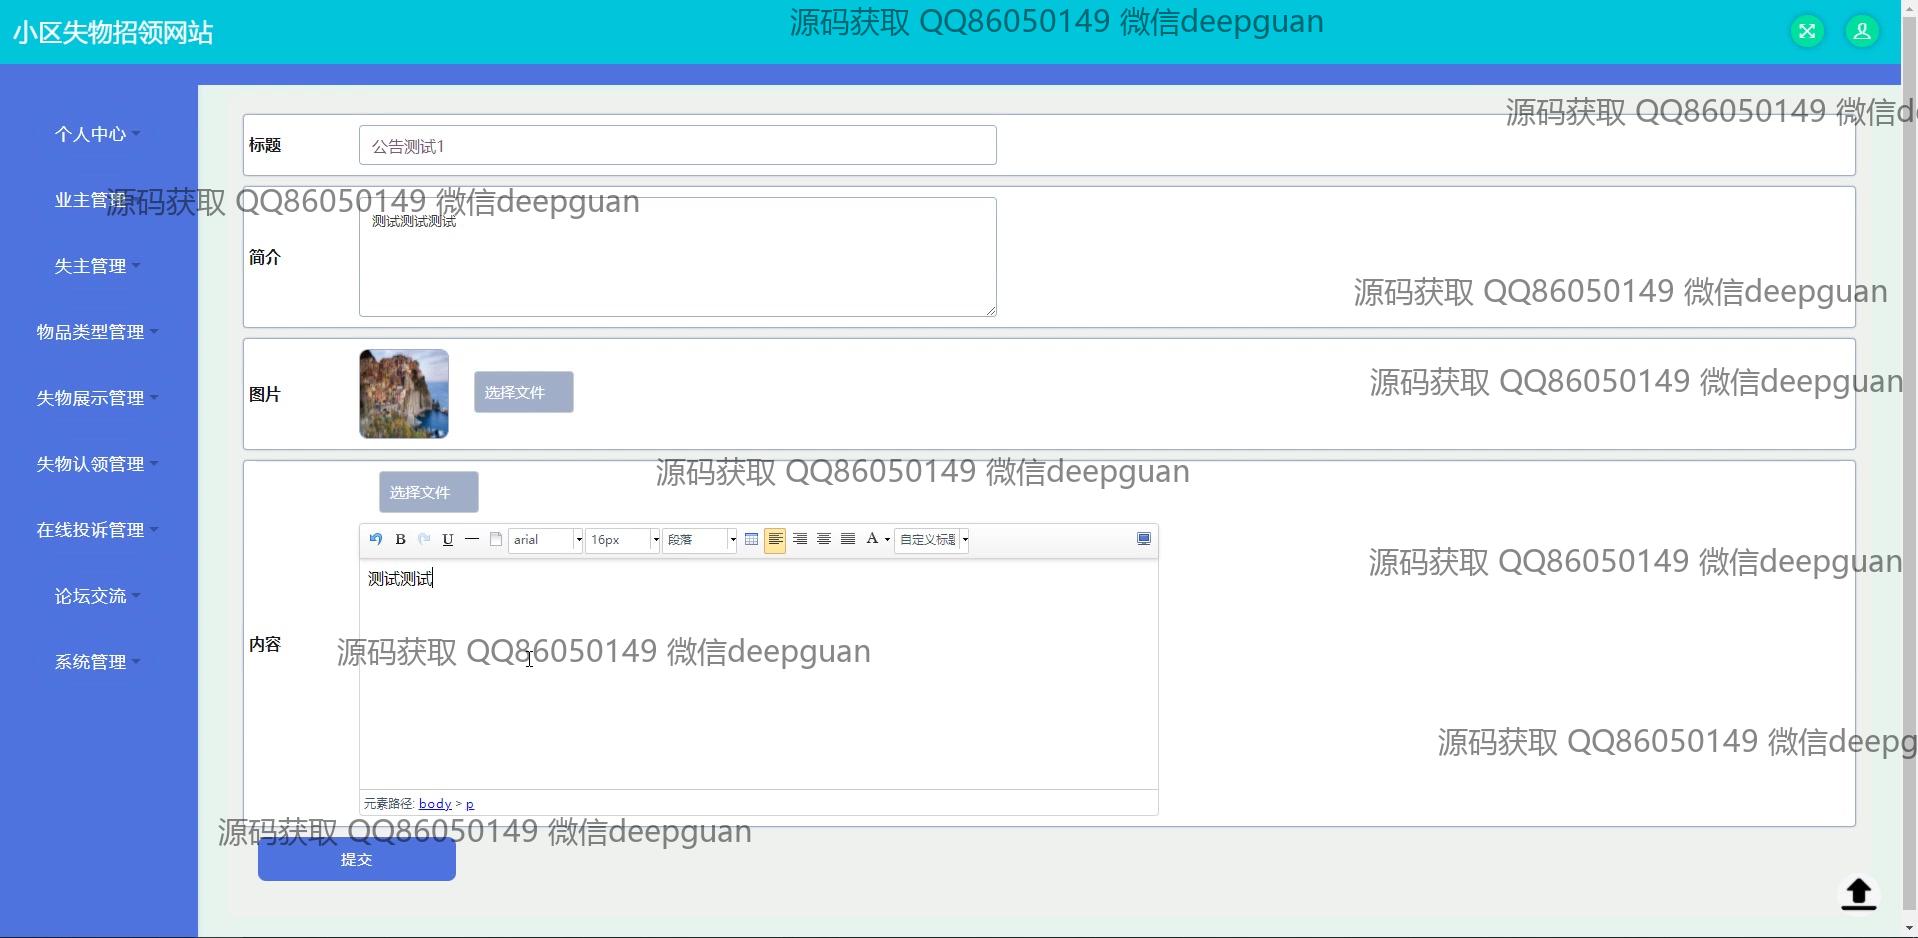 小区失物招领网站
源码获取 QQ86050149 微信deepguan
源码获取 QQ86050149 微信d
个人中心
标题
公告测试1
业主管理
源码获取 QQ86050149 微信deepguan
测试测试测试
简介
失主管理
源码获取 QQ86050149 微信deepguan
物品类型管理
图片
选择文件
源码获取 QQ86050149 微信deepguan
失物展示管理
失物认领管理
源码获取 QQ86050149 微信deepguan
选择文件
在线投诉管理
B U arial 16px 段落 A 自定义标题
源码获取 QQ86050149 微信deepguan
测试测试
论坛交流
内容
源码获取 QQ86050149 微信deepguan
系统管理
源码获取 QQ86050149 微信deepg
元素路径: body > p
源码获取 QQ86050149 微信deepguan
提交